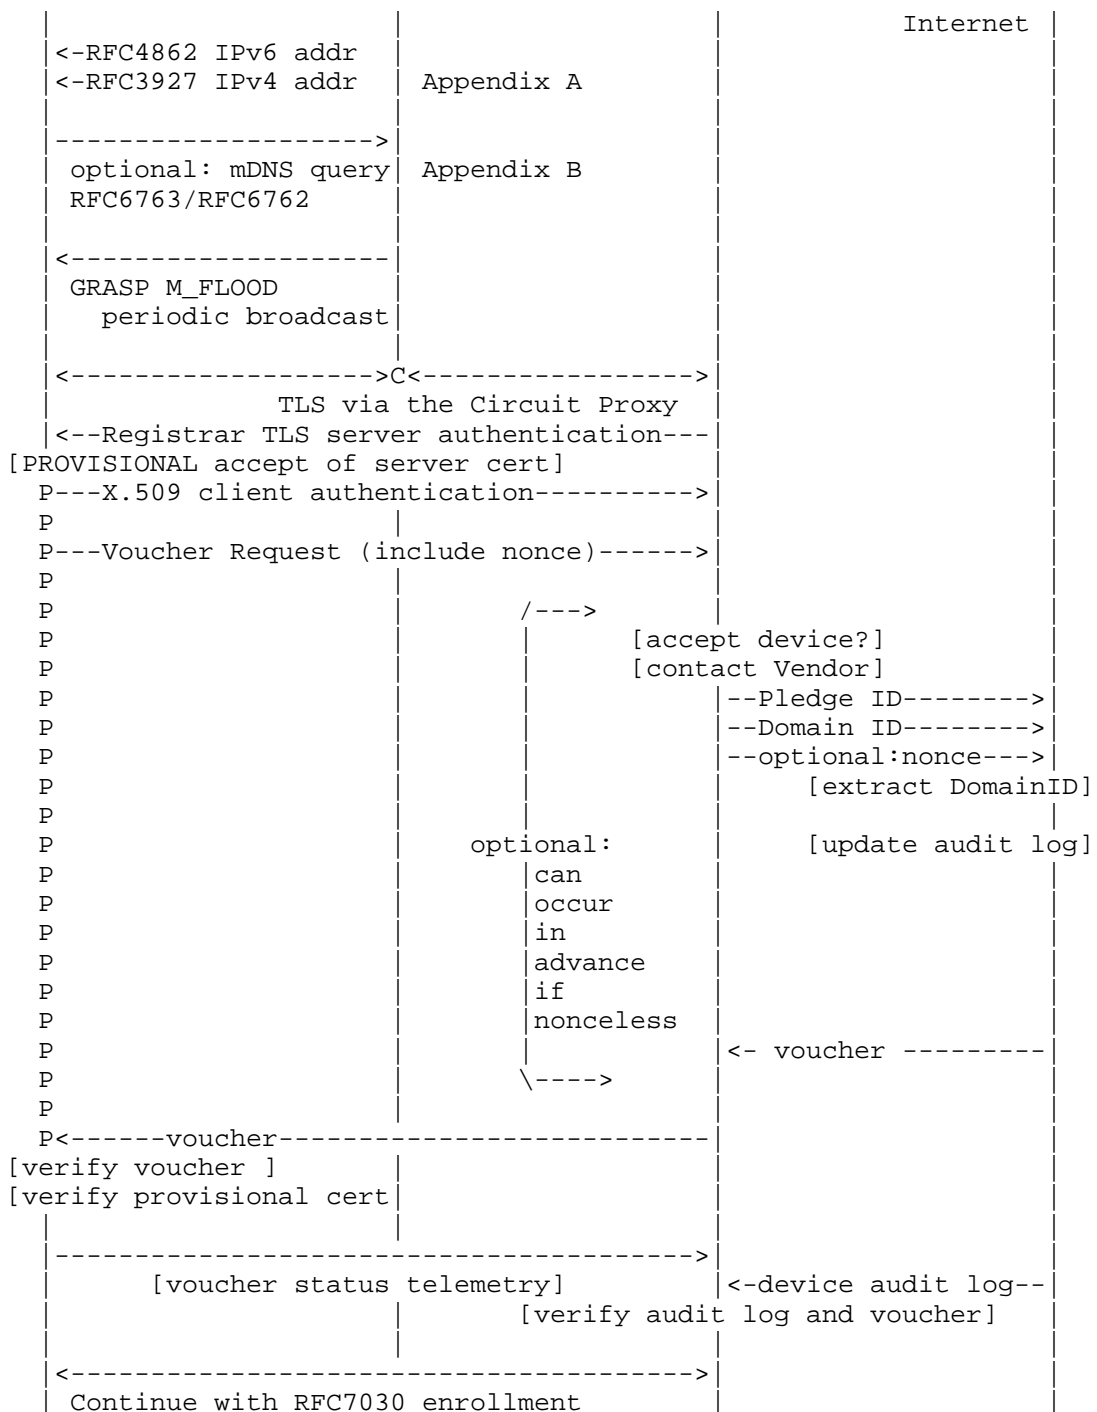 |                     |                   |           Internet |
   |<-RFC4862 IPv6 addr  |                   |                    |
   |<-RFC3927 IPv4 addr  | Appendix A        |                    |
   |                     |                   |                    |
   |-------------------->|                   |                    |
   | optional: mDNS query| Appendix B        |                    |
   | RFC6763/RFC6762     |                   |                    |
   |                     |                   |                    |
   |<--------------------|                   |                    |
   | GRASP M_FLOOD       |                   |                    |
   |   periodic broadcast|                   |                    |
   |                     |                   |                    |
   |<------------------->C<----------------->|                    |
   |              TLS via the Circuit Proxy  |                    |
   |<--Registrar TLS server authentication---|                    |
[PROVISIONAL accept of server cert]          |                    |
  P---X.509 client authentication---------->|                    |
  P                      |                   |                    |
  P---Voucher Request (include nonce)------>|                    |
  P                      |                   |                    |
  P                      |       /--->       |                    |
  P                      |       |      [accept device?]          |
  P                      |       |      [contact Vendor]          |
  P                      |       |           |--Pledge ID-------->|
  P                      |       |           |--Domain ID-------->|
  P                      |       |           |--optional:nonce--->|
  P                      |       |           |     [extract DomainID]
  P                      |       |           |                    |
  P                      |    optional:      |     [update audit log]
  P                      |       |can        |                    |
  P                      |       |occur      |                    |
  P                      |       |in         |                    |
  P                      |       |advance    |                    |
  P                      |       |if         |                    |
  P                      |       |nonceless  |                    |
  P                      |       |           |<- voucher ---------|
  P                      |       \---->      |                    |
  P                      |                   |                    |
  P<------voucher---------------------------|                    |
[verify voucher ]        |                   |                    |
[verify provisional cert|                   |                    |
   |                     |                   |                    |
   |---------------------------------------->|                    |
   |      [voucher status telemetry]         |<-device audit log--|
   |                     |       [verify audit log and voucher]   |
   |                     |                   |                    |
   |<--------------------------------------->|                    |
   | Continue with RFC7030 enrollment        |                    |